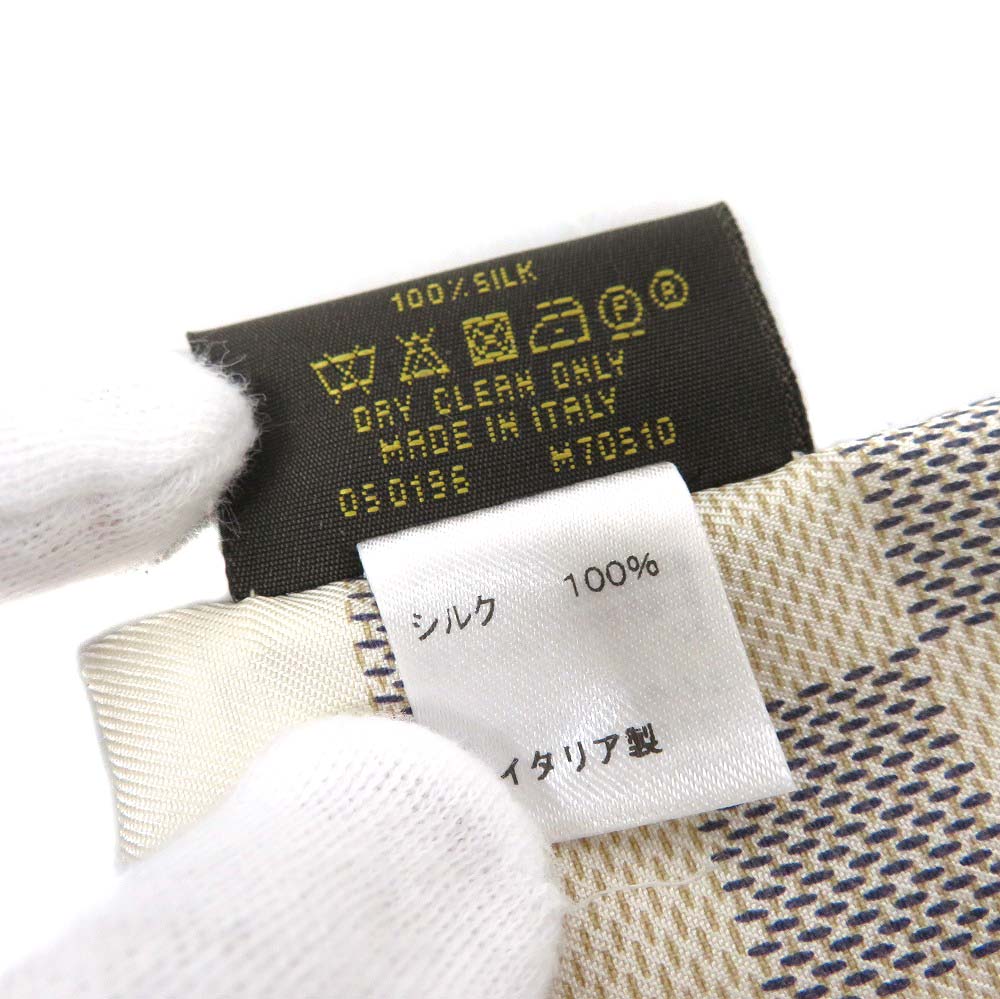 100% SILK
P R
DRY CLEAN ONLY
MADE IN ITALY
050196 M70510
シルク 100%
イタリア製